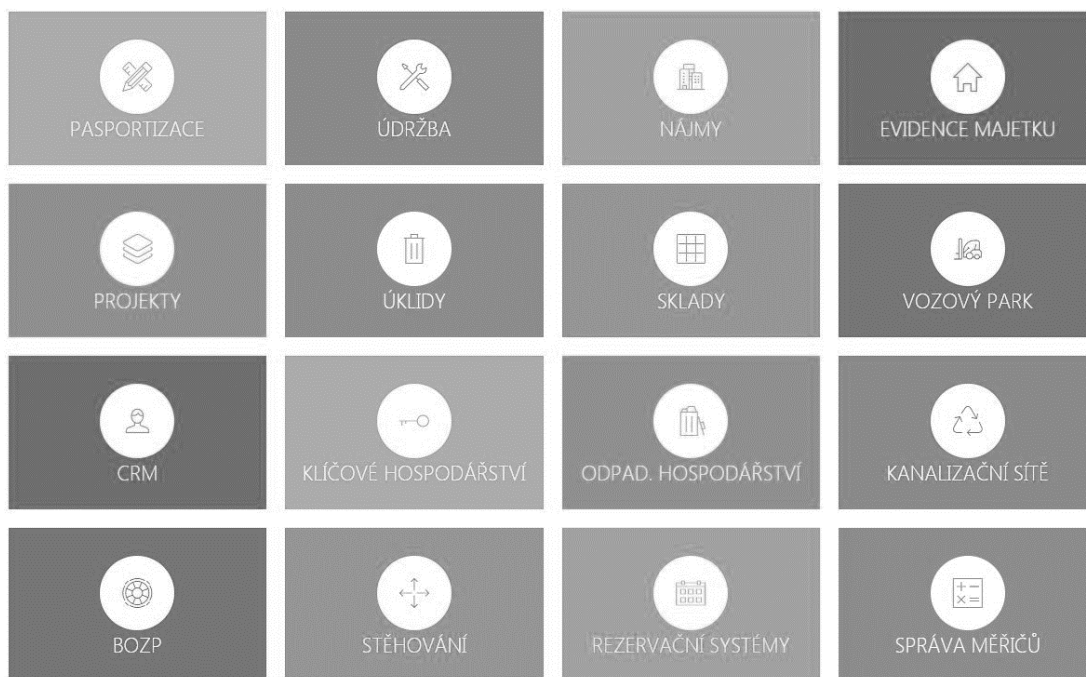 PASPORTIZACE
ÚDRŽBA
NÁJMY
EVIDENCE MAJETKU
PROJEKTY
ÚKLIDY
SKLADY
VOZOVÝ PARK
CRM
KLÍČOVÉ HOSPODÁŘSTVÍ
ODPAD. HOSPODÁŘSTVÍ
KANALIZAČNÍ SÍTĚ
BOZP
STĚHOVÁNÍ
REZERVAČNÍ SYSTÉMY
SPRÁVA MĚŘIČŮ